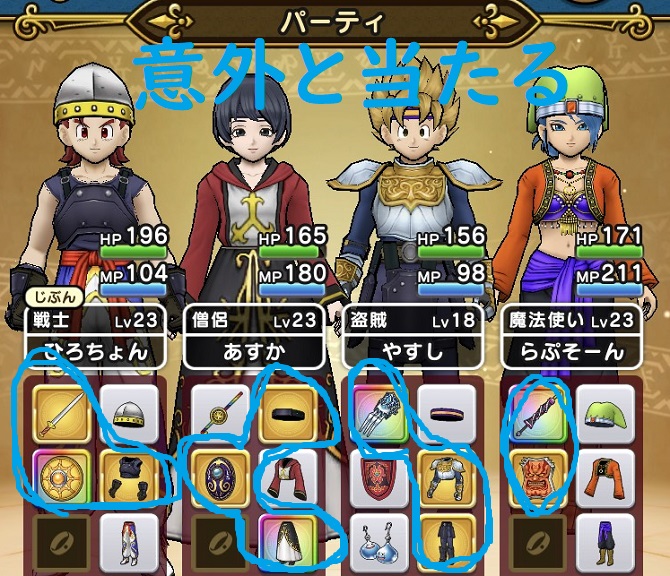 パーティ
意外と当たる
HP 196 HP 165 HP 156 HP 171
MP 104 MP 180 MP 98 MP 211
じぶん
戦士 Lv23 僧侶 Lv23 盗賊 Lv18 魔法使い Lv23
ひろちょん あすか やすし らぷそーん